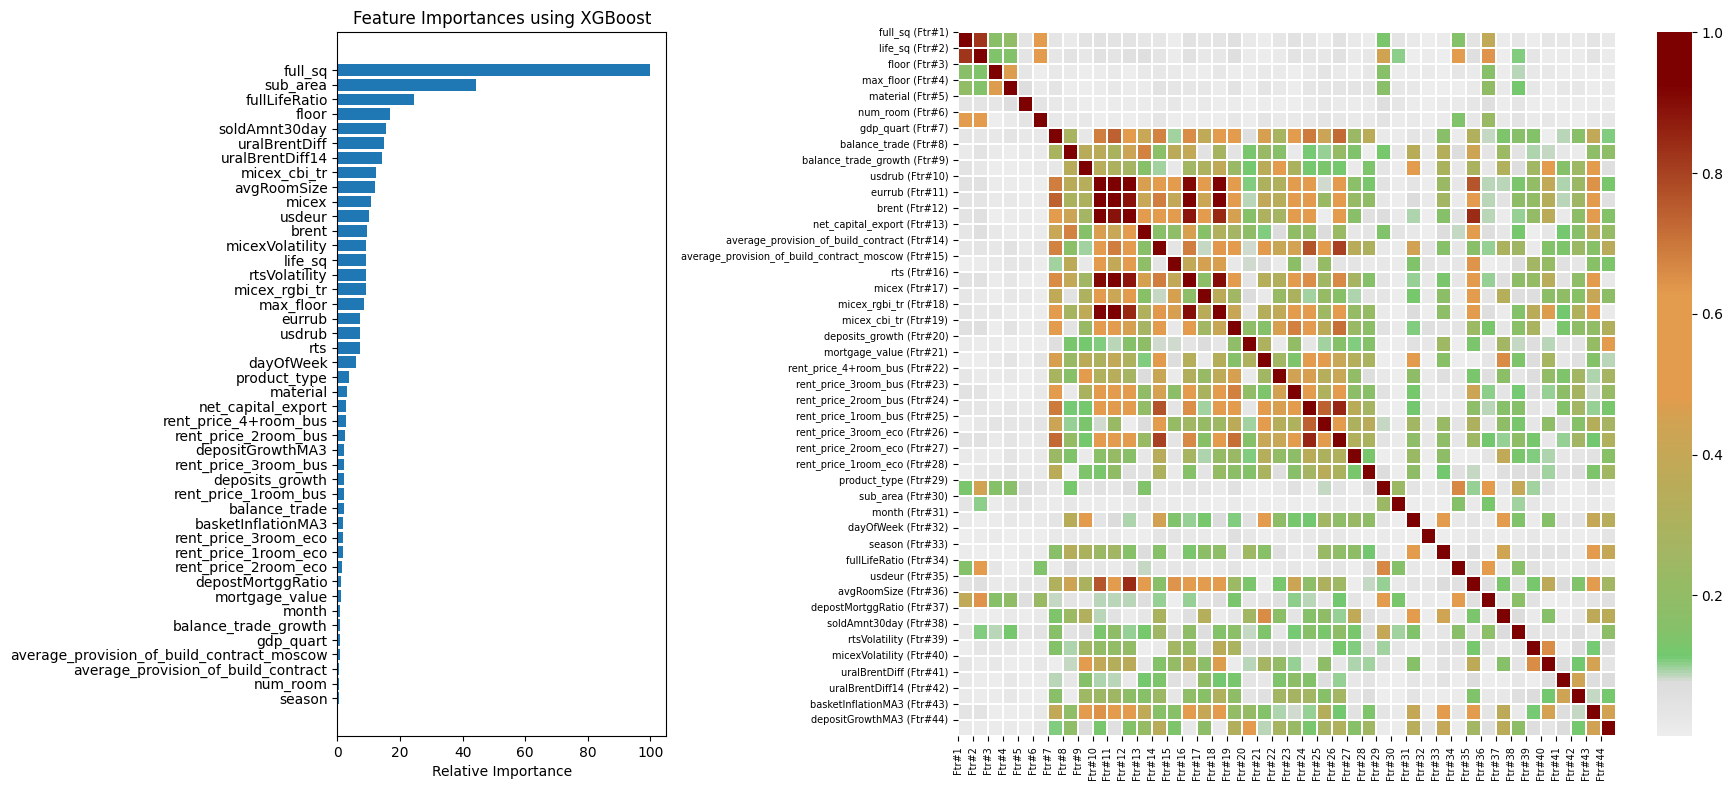 Feature Importances using XGBoost
full_sq
sub_area
fullLifeRatio
floor
soldAmnt30day
uralBrentDiff
uralBrentDiff14
micex_cbi_tr
avgRoomSize
micex
usdeur
brent
micexVolatility
life_sq
rtsVolatility
micex_rgbi_tr
max_floor
eurrub
usdrub
rts
dayOfWeek
product_type
material
net_capital_export
rent_price_4+room_bus
rent_price_2room_bus
depositGrowthMA3
rent_price_3room_bus
deposits_growth
rent_price_1room_bus
balance_trade
basketInflationMA3
rent_price_3room_eco
rent_price_1room_eco
rent_price_2room_eco
depostMortggRatio
mortgage_value
month
balance_trade_growth
gdp_quart
average_provision_of_build_contract_moscow
average_provision_of_build_contract
num_room
season
0 20 40 60 80 100
Relative Importance
full_sq (Ftr#1)
life_sq (Ftr#2)
floor (Ftr#3)
max_floor (Ftr#4)
material (Ftr#5)
num_room (Ftr#6)
gdp_quart (Ftr#7)
balance_trade (Ftr#8)
balance_trade_growth (Ftr#9)
usdrub (Ftr#10)
eurrub (Ftr#11)
brent (Ftr#12)
net_capital_export (Ftr#13)
average_provision_of_build_contract (Ftr#14)
average_provision_of_build_contract_moscow (Ftr#15)
rts (Ftr#16)
micex (Ftr#17)
micex_rgbi_tr (Ftr#18)
micex_cbi_tr (Ftr#19)
deposits_growth (Ftr#20)
mortgage_value (Ftr#21)
rent_price_4+room_bus (Ftr#22)
rent_price_3room_bus (Ftr#23)
rent_price_2room_bus (Ftr#24)
rent_price_1room_bus (Ftr#25)
rent_price_3room_eco (Ftr#26)
rent_price_2room_eco (Ftr#27)
rent_price_1room_eco (Ftr#28)
product_type (Ftr#29)
sub_area (Ftr#30)
month (Ftr#31)
dayOfWeek (Ftr#32)
season (Ftr#33)
fullLifeRatio (Ftr#34)
usdeur (Ftr#35)
avgRoomSize (Ftr#36)
depostMortggRatio (Ftr#37)
soldAmnt30day (Ftr#38)
rtsVolatility (Ftr#39)
micexVolatility (Ftr#40)
uralBrentDiff (Ftr#41)
uralBrentDiff14 (Ftr#42)
basketInflationMA3 (Ftr#43)
depositGrowthMA3 (Ftr#44)
Ftr#1
Ftr#2
Ftr#3
Ftr#4
Ftr#5
Ftr#6
Ftr#7
Ftr#8
Ftr#9
Ftr#10
Ftr#11
Ftr#12
Ftr#13
Ftr#14
Ftr#15
Ftr#16
Ftr#17
Ftr#18
Ftr#19
Ftr#20
Ftr#21
Ftr#22
Ftr#23
Ftr#24
Ftr#25
Ftr#26
Ftr#27
Ftr#28
Ftr#29
Ftr#30
Ftr#31
Ftr#32
Ftr#33
Ftr#34
Ftr#35
Ftr#36
Ftr#37
Ftr#38
Ftr#39
Ftr#40
Ftr#41
Ftr#42
Ftr#43
Ftr#44
1.0
0.8
0.6
0.4
0.2